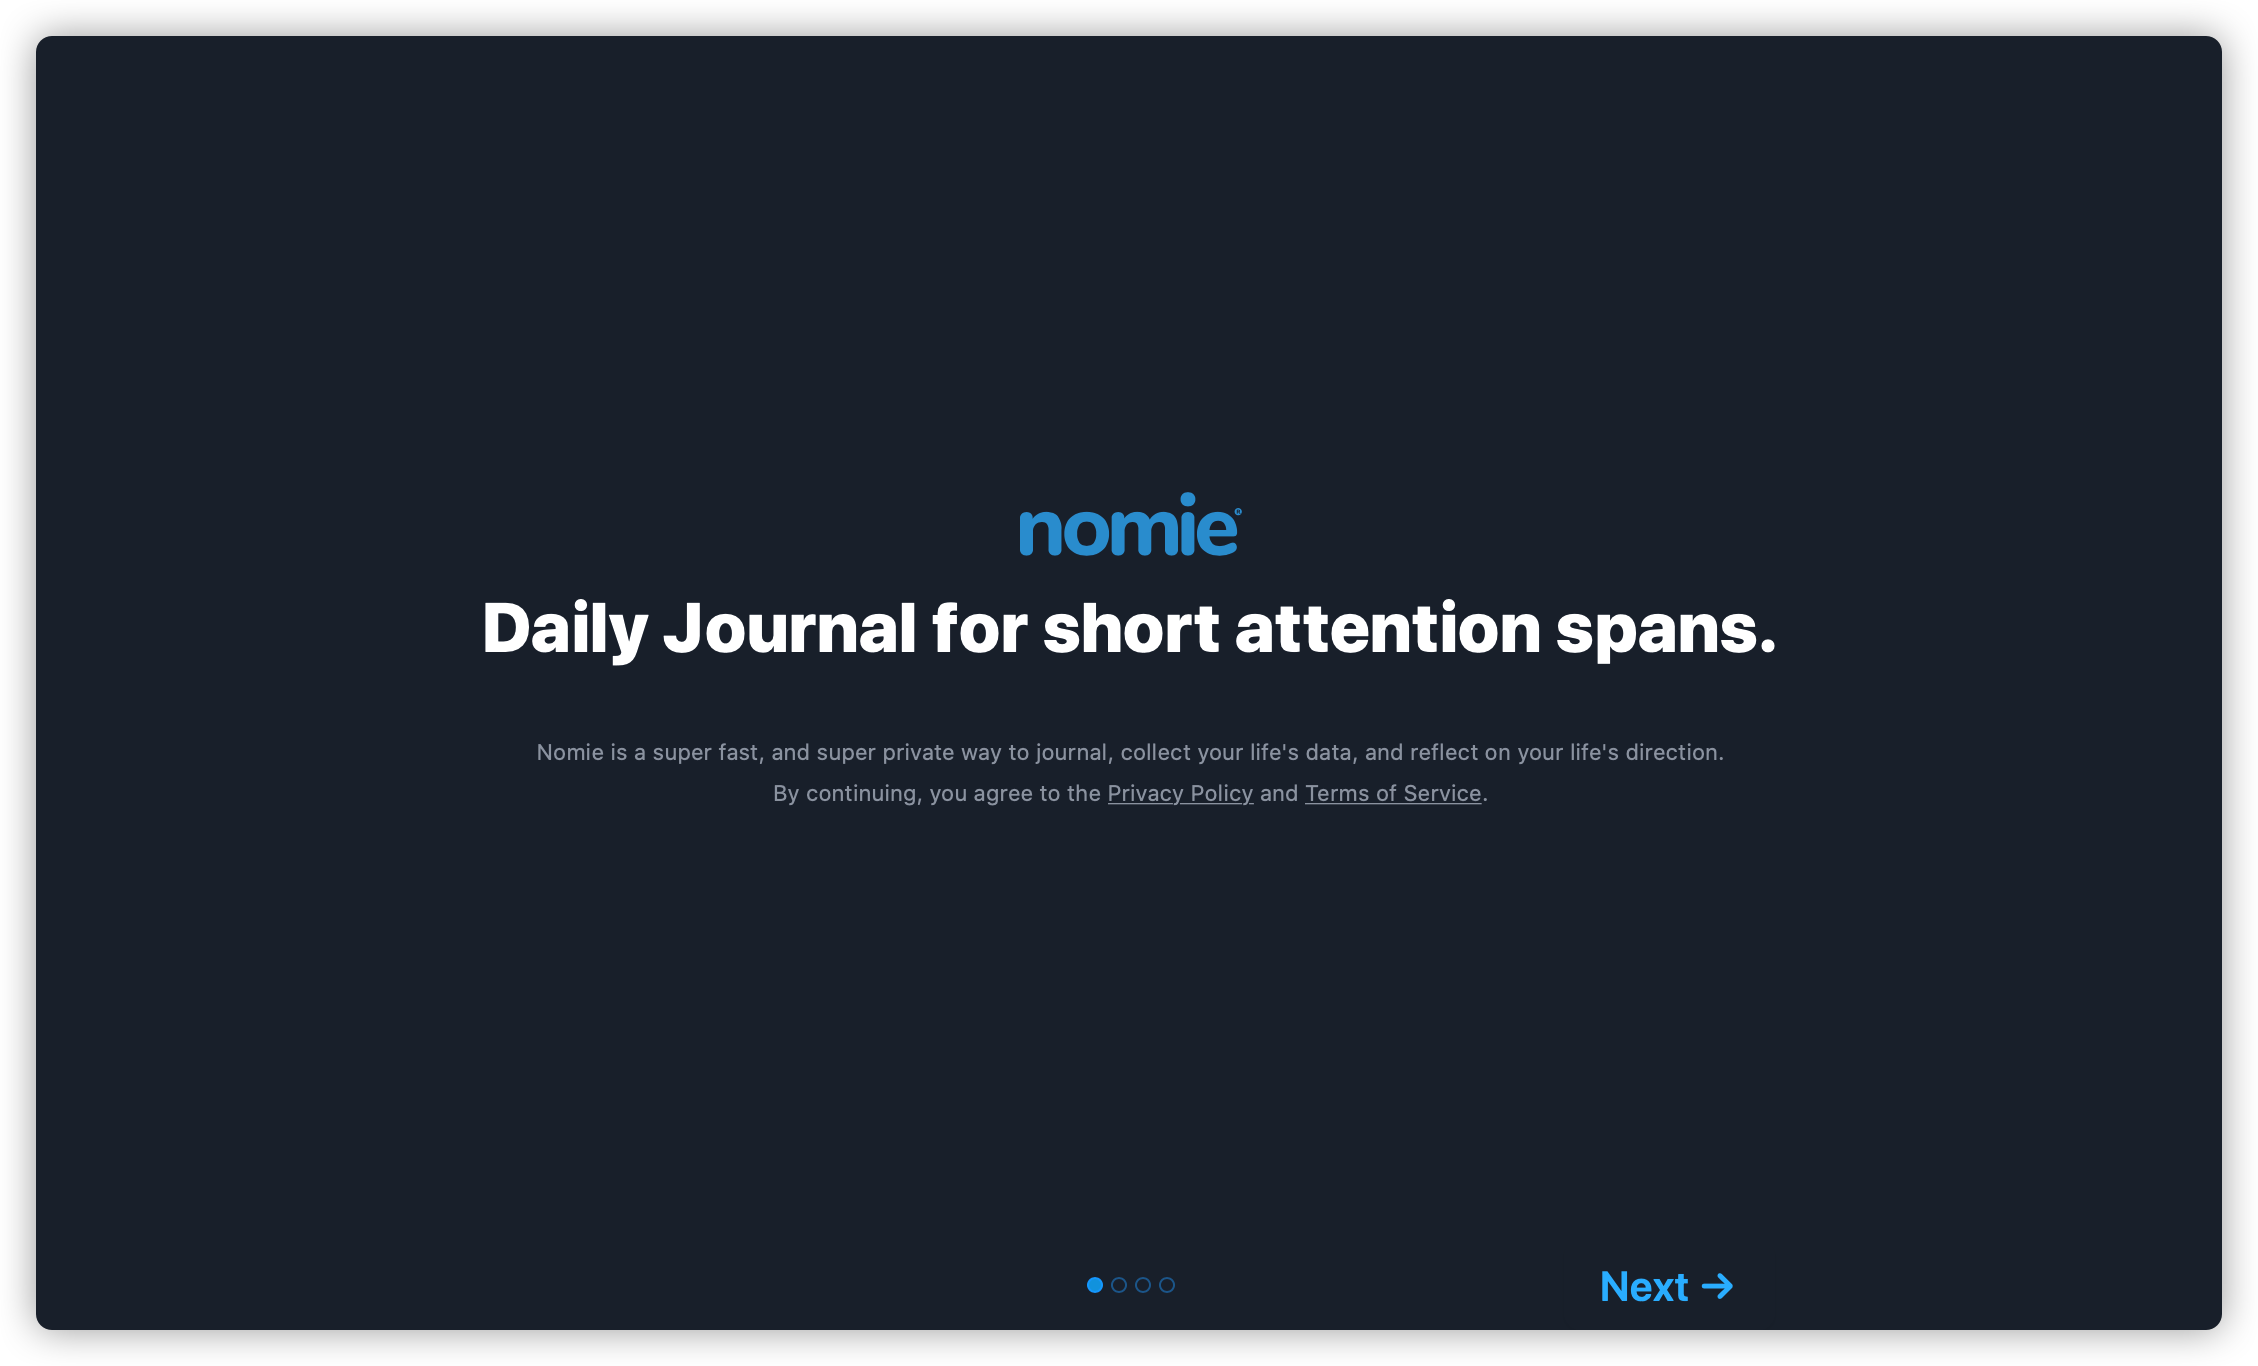 nomie®
Daily Journal for short attention spans.
Nomie is a super fast, and super private way to journal, collect your life's data, and reflect on your life's direction.
By continuing, you agree to the Privacy Policy and Terms of Service.
Next →